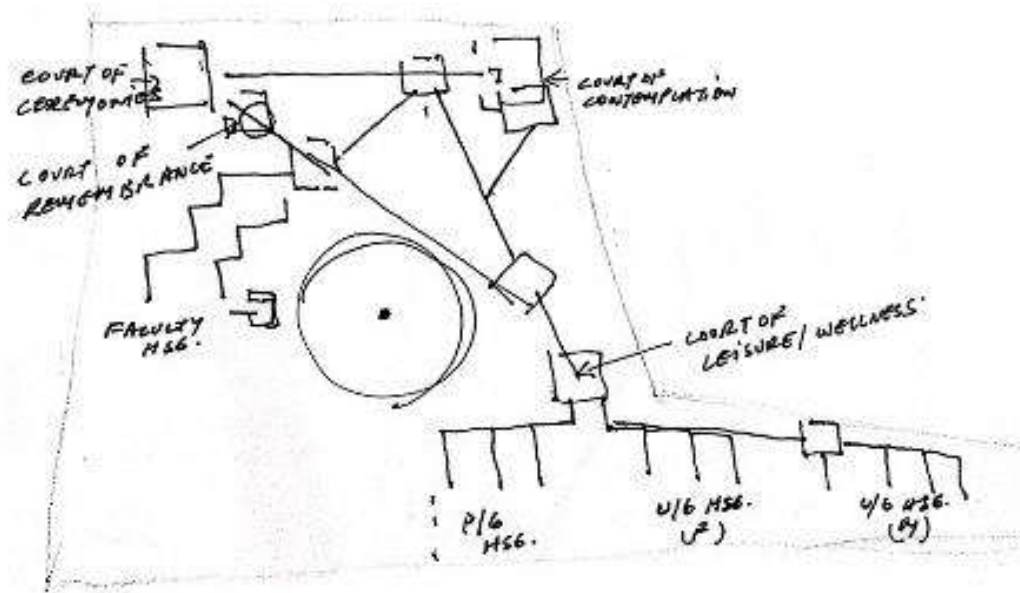 COURT OF
CEREMONIES
COURT OF
CONTEMPLATION
COURT OF
REMEMBRANCE
FACULTY
HSG.
COURT OF
LEISURE/WELLNESS
P/G
HSG.
U/G HSG.
U/G HSG.